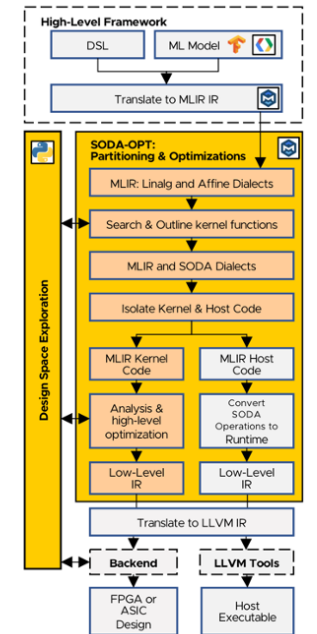 High-Level Framework
DSL
ML Model
Translate to MLIR IR
SODA-OPT:
Partitioning & Optimizations
MLIR: Linalg and Affine Dialects
Search & Outline kernel functions
MLIR and SODA Dialects
Isolate Kernel & Host Code
MLIR Kernel
Code
MLIR Host
Code
Analysis &
high-level
optimization
Convert
SODA
Operations to
Runtime
Low-Level
IR
Low-Level
IR
Design Space Exploration
Translate to LLVM IR
Backend
LLVM Tools
FPGA or
ASIC
Design
Host
Executable